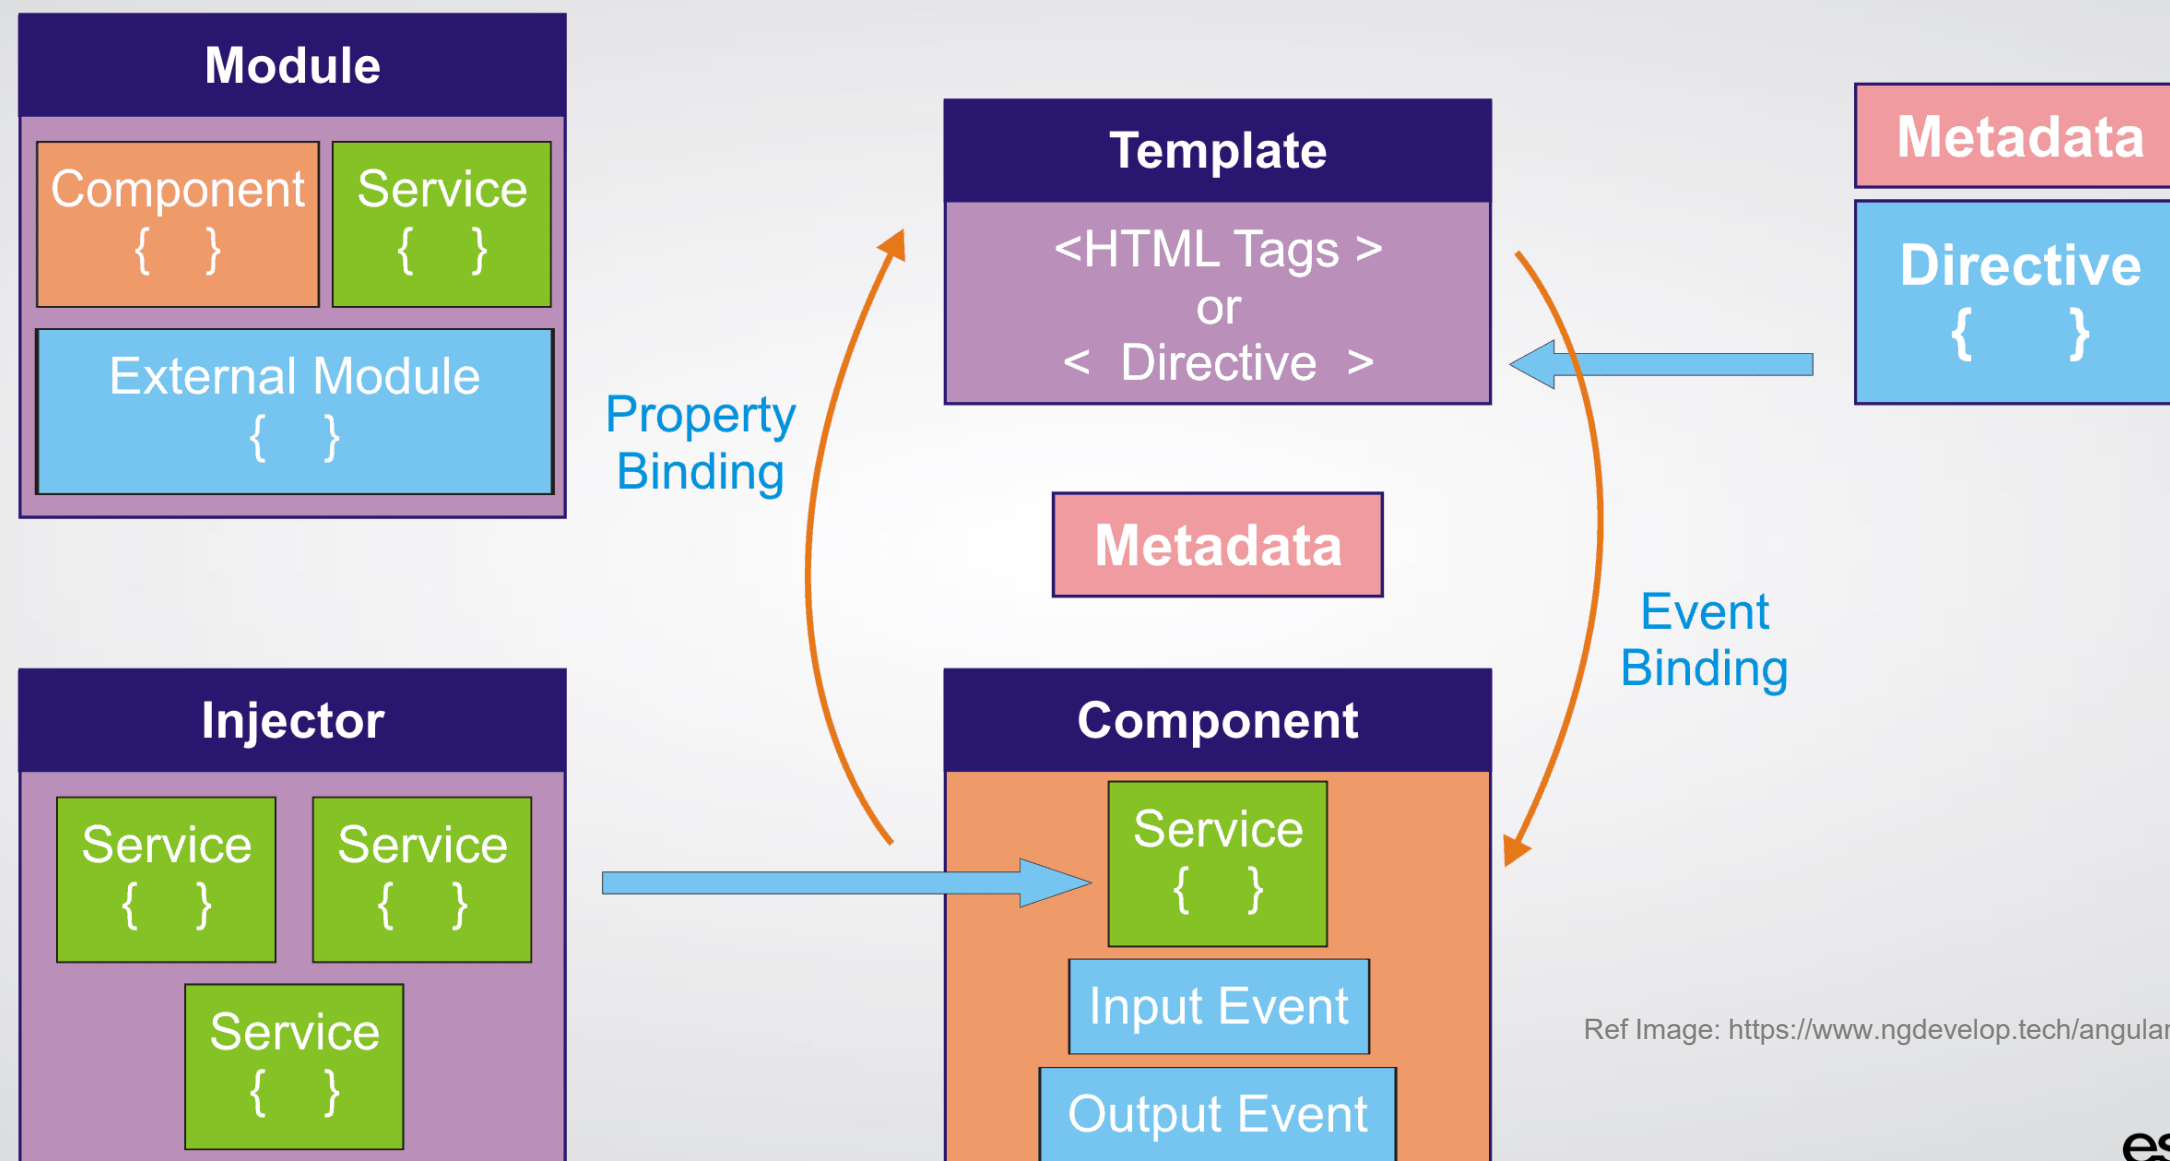 Module
Component
{ }
Service
{ }
External Module
{ }
Template
<HTML Tags >
or
< Directive >
Metadata
Directive
{ }
Property
Binding
Metadata
Event
Binding
Injector
Service
{ }
Service
{ }
Service
{ }
Component
Service
{ }
Input Event
Output Event
Ref Image: https://www.ngdevelop.tech/angular
es